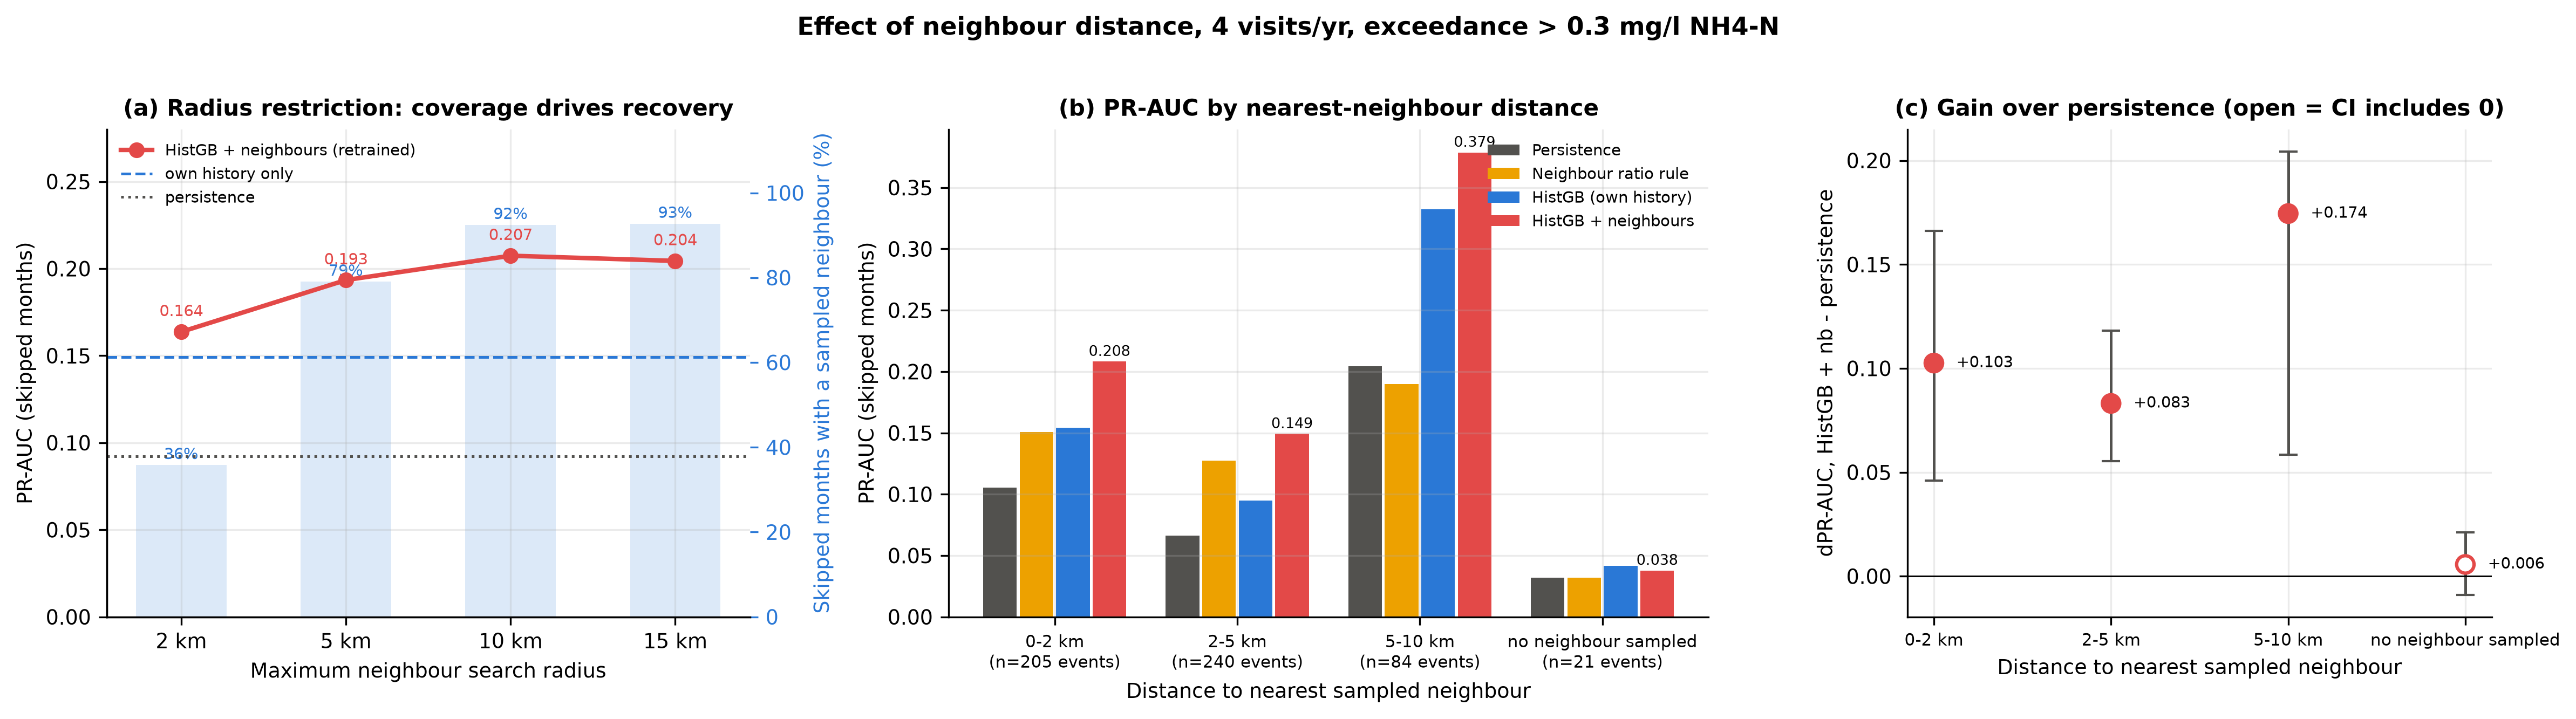 Effect of neighbour distance, 4 visits/yr, exceedance > 0.3 mg/l NH4-N
(a) Radius restriction: coverage drives recovery
HistGB + neighbours (retrained)
own history only
persistence
PR-AUC (skipped months)
0.25
0.20
0.15
0.10
0.05
0.00
0.164
0.193
0.207
0.204
36%
79%
92%
93%
100
80
60
40
20
0
Skipped months with a sampled neighbour (%)
2 km
5 km
10 km
15 km
Maximum neighbour search radius
(b) PR-AUC by nearest-neighbour distance
Persistence
Neighbour ratio rule
HistGB (own history)
HistGB + neighbours
PR-AUC (skipped months)
0.35
0.30
0.25
0.20
0.15
0.10
0.05
0.00
0.208
0.149
0.379
0.038
0-2 km
(n=205 events)
2-5 km
(n=240 events)
5-10 km
(n=84 events)
no neighbour sampled
(n=21 events)
Distance to nearest sampled neighbour
(c) Gain over persistence (open = CI includes 0)
dPR-AUC, HistGB + nb - persistence
0.20
0.15
0.10
0.05
0.00
+0.103
+0.083
+0.174
+0.006
0-2 km
2-5 km
5-10 km
no neighbour sampled
Distance to nearest sampled neighbour